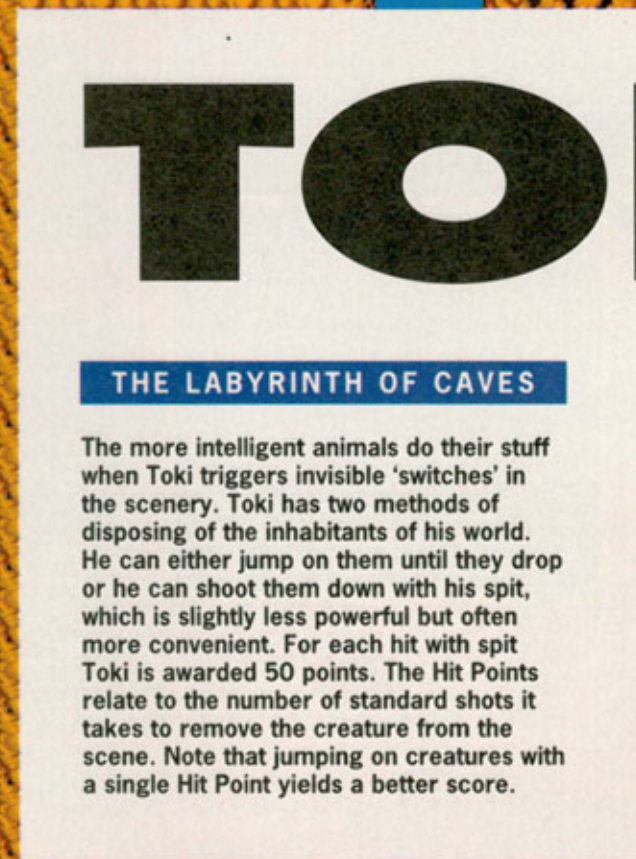 TO
THE LABYRINTH OF CAVES
The more intelligent animals do their stuff
when Toki triggers invisible ‘switches’ in
the scenery. Toki has two methods of
disposing of the inhabitants of his world.
He can either jump on them until they drop
or he can shoot them down with his spit,
which is slightly less powerful but often
more convenient. For each hit with spit
Toki is awarded 50 points. The Hit Points
relate to the number of standard shots it
takes to remove the creature from the
scene. Note that jumping on creatures with
a single Hit Point yields a better score.